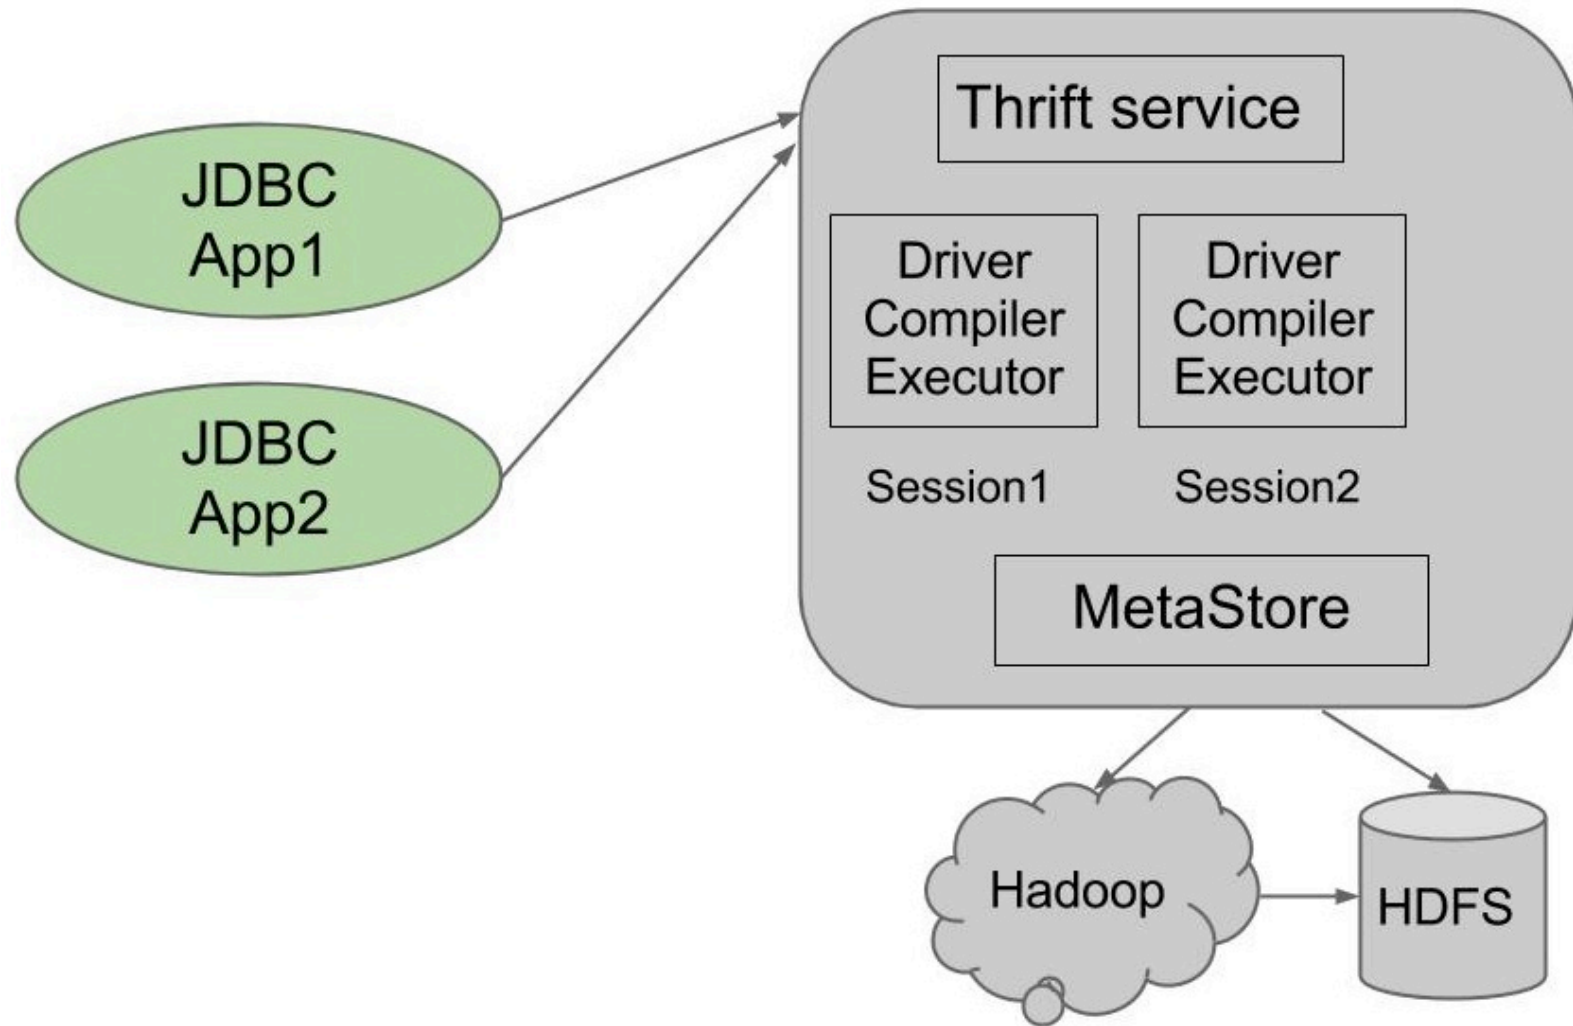 JDBC
App1
JDBC
App2
Thrift service
Driver
Compiler
Executor
Session1
Driver
Compiler
Executor
Session2
MetaStore
Hadoop
HDFS